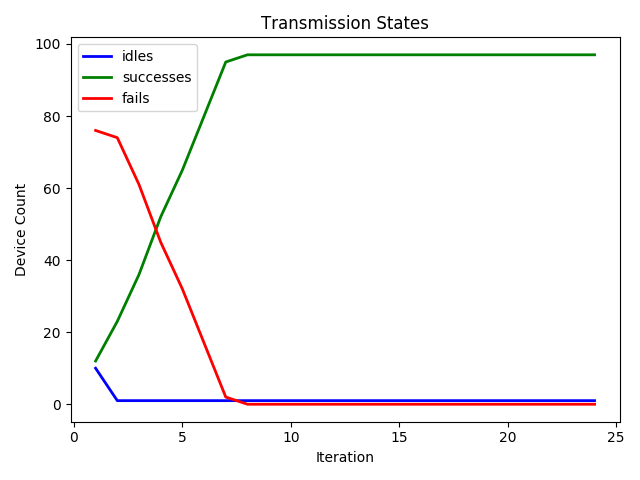 Transmission States
idles
successes
fails
Device Count
100
80
60
40
20
0
0 5 10 15 20 25
Iteration